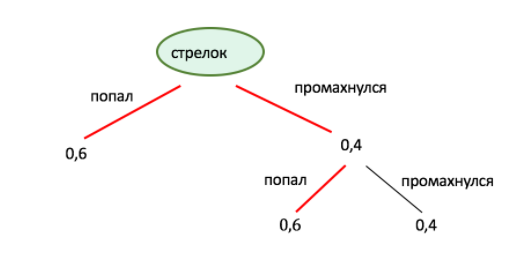 стрелок
попал
промахнулся
0,6
0,4
попал
промахнулся
0,6
0,4